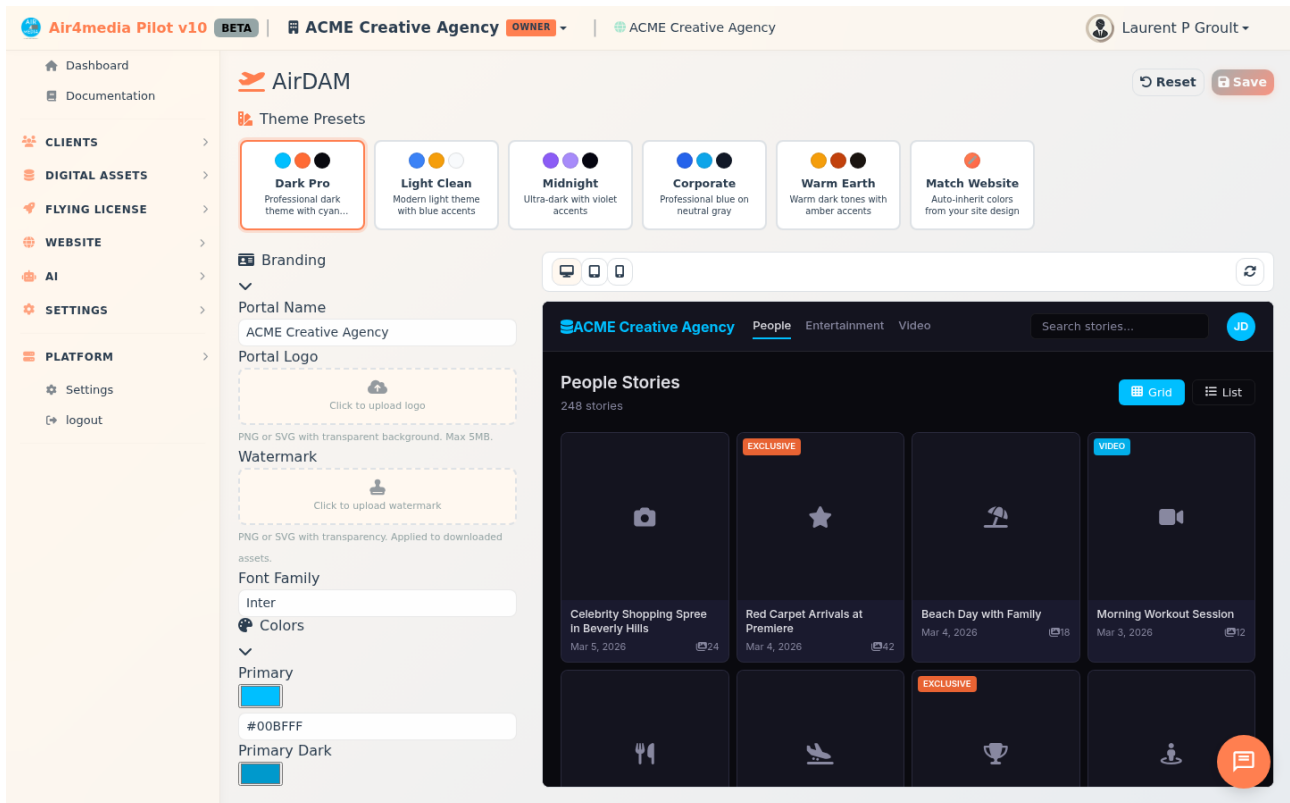 Air4media Pilot v10 BETA
ACME Creative Agency OWNER
ACME Creative Agency
Laurent P Groult
Dashboard
Documentation
CLIENTS
DIGITAL ASSETS
FLYING LICENSE
WEBSITE
AI
SETTINGS
PLATFORM
Settings
logout
AirDAM
Reset
Save
Theme Presets
Dark Pro
Professional dark
theme with cyan...
Light Clean
Modern light theme
with blue accents
Midnight
Ultra-dark with violet
accents
Corporate
Professional blue on
neutral gray
Warm Earth
Warm dark tones with
amber accents
Match Website
Auto-inherit colors
from your site design
Branding
Portal Name
ACME Creative Agency
Portal Logo
Click to upload logo
PNG or SVG with transparent background. Max 5MB.
Watermark
Click to upload watermark
PNG or SVG with transparency. Applied to downloaded
assets.
Font Family
Inter
Colors
Primary
#00BFFF
Primary Dark
ACME Creative Agency
People
Entertainment
Video
Search stories...
JD
People Stories
248 stories
Grid
List
Celebrity Shopping Spree
in Beverly Hills
Mar 5, 2026
24
EXCLUSIVE
Red Carpet Arrivals at
Premiere
Mar 4, 2026
42
Beach Day with Family
Mar 4, 2026
18
VIDEO
Morning Workout Session
Mar 3, 2026
12
EXCLUSIVE